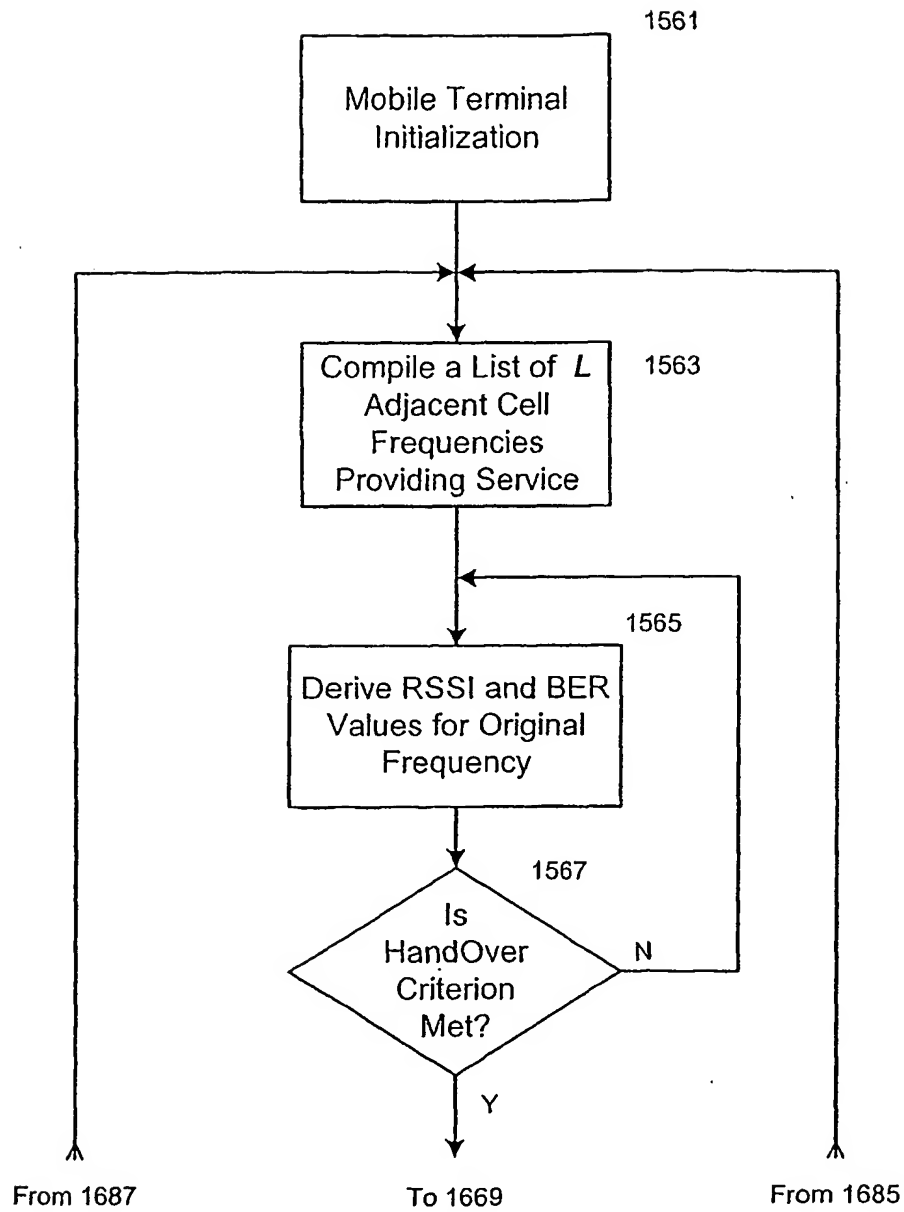 1561
Mobile Terminal
Initialization
Compile a List of L
Adjacent Cell
Frequencies
Providing Service
1563
1565
Derive RSSI and BER
Values for Original
Frequency
1567
Is
HandOver
Criterion
Met?
N
Y
From 1687
To 1669
From 1685